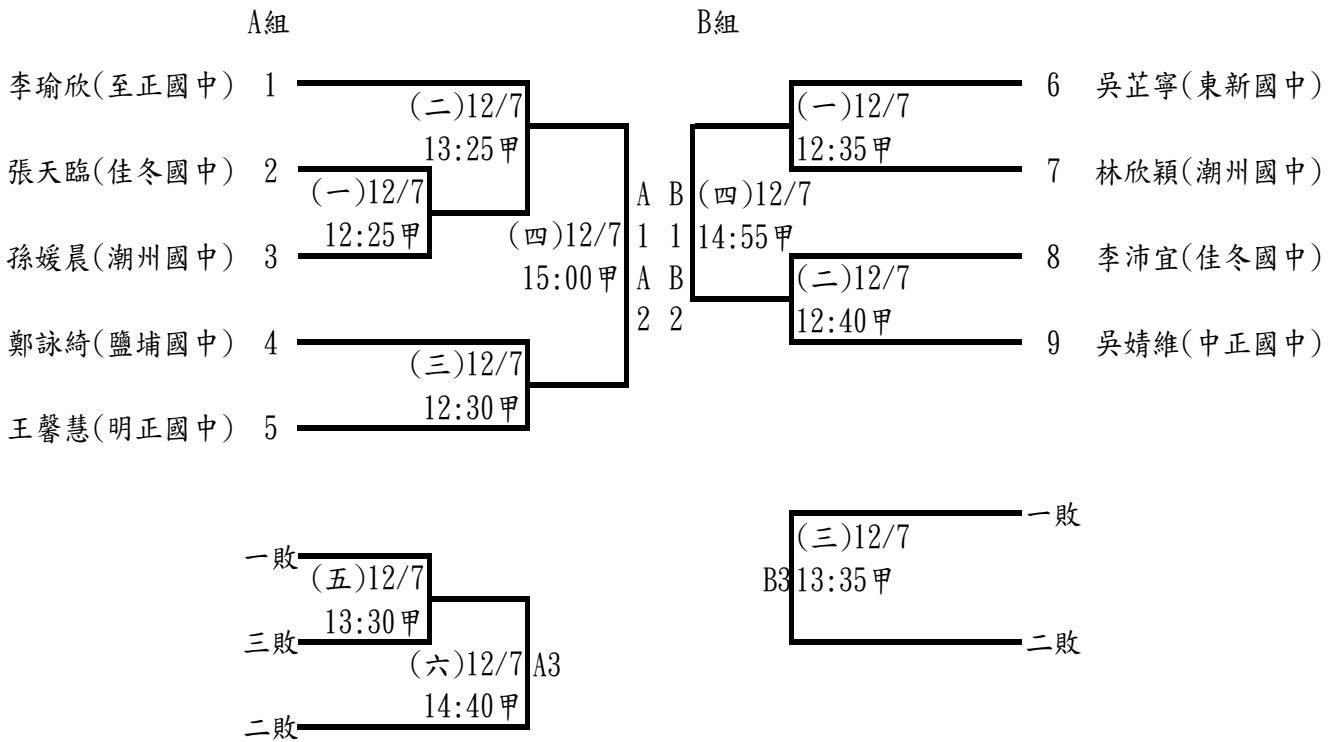 A組 B組
李瑜欣(至正國中) 1 6 吳芷寧(東新國中)
(二)12/7 (一)12/7
13:25甲 12:35甲
張天臨(佳冬國中) 2 7 林欣穎(潮州國中)
(一)12/7 A B (四)12/7
12:25甲 (四)12/7 1 1 14:55甲
孫媛晨(潮州國中) 3 8 李沛宜(佳冬國中)
15:00甲 A B (二)12/7
2 2 12:40甲
鄭詠綺(鹽埔國中) 4 9 吳婧維(中正國中)
(三)12/7
12:30甲
王馨慧(明正國中) 5
一敗
(三)12/7
一敗
(五)12/7 B3 13:35甲
13:30甲
三敗 二敗
(六)12/7 A3
14:40甲
二敗